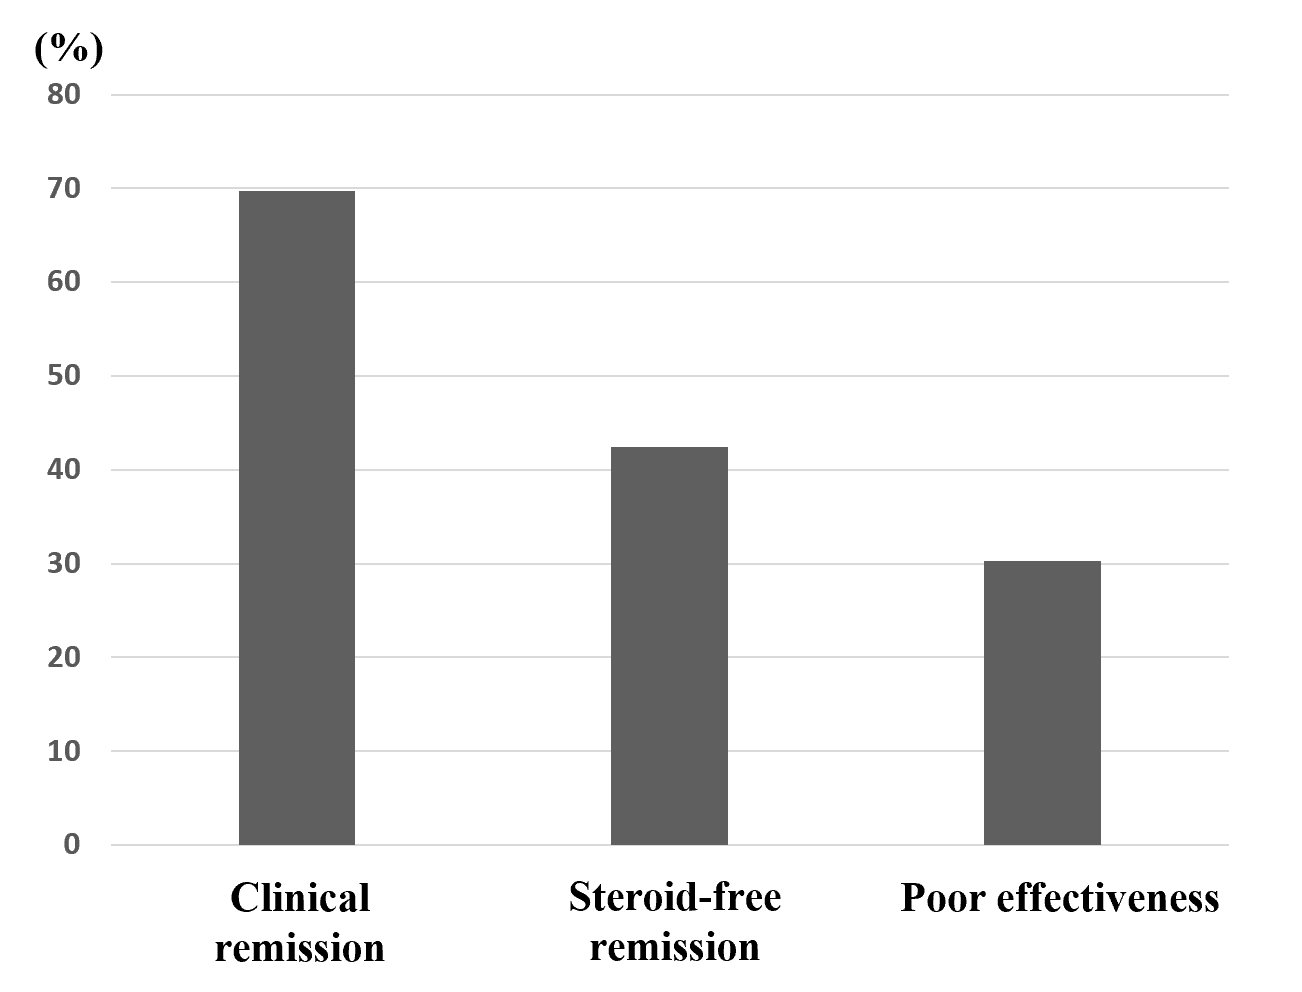 (%)
80
70
60
50
40
30
20
10
0
Clinical
remission
Steroid-free
remission
Poor effectiveness